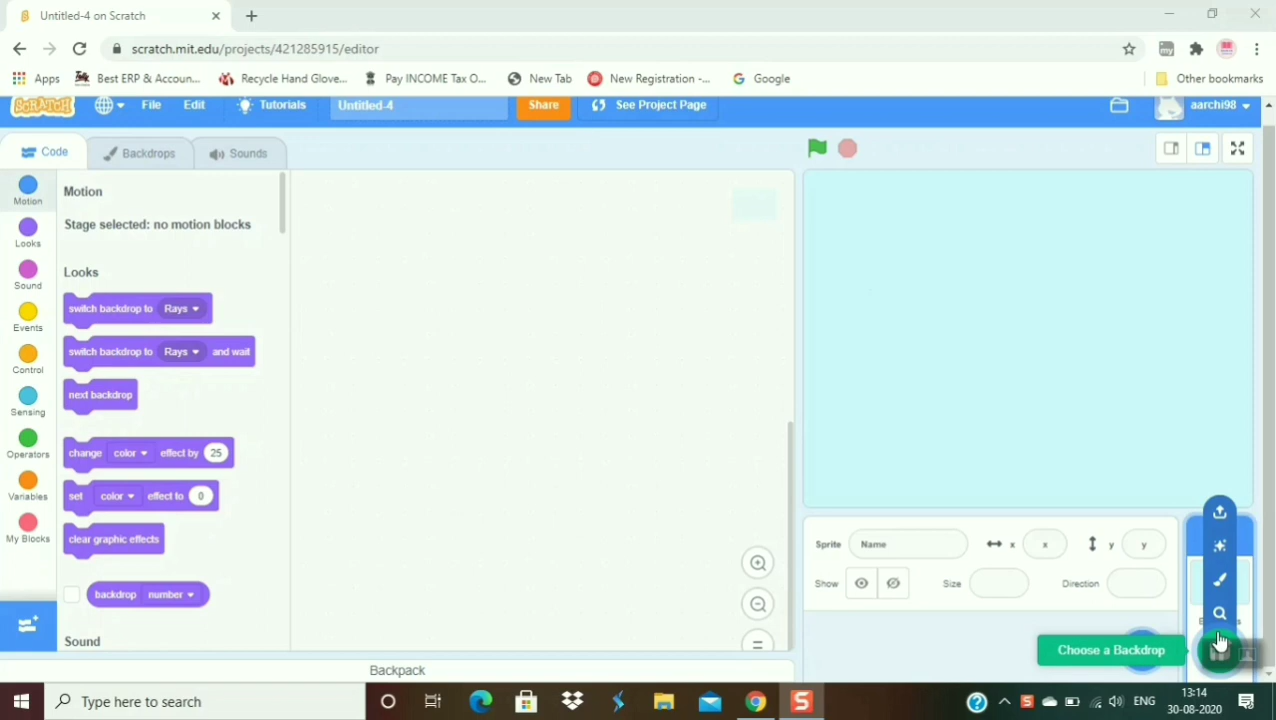 Untitled-4 on Scratch
scratch.mit.edu/projects/421285915/editor
Apps Best ERP & Accoun... Recycle Hand Glove... Pay INCOME Tax O... New Tab New Registration -... Google Other bookmarks
SCRATCH File Edit Tutorials Untitled-4 Share See Project Page aarchi98
Code Backdrops Sounds
Motion
Looks
Sound
Events
Control
Sensing
Operators
Variables
My Blocks
Motion
Stage selected: no motion blocks
Looks
switch backdrop to Rays
switch backdrop to Rays and wait
next backdrop
change color effect by 25
set color effect to 0
clear graphic effects
backdrop number
Sound
Backpack
Sprite Name x x y y
Show Size Direction
Choose a Backdrop
Type here to search
ENG
13:14
30-08-2020